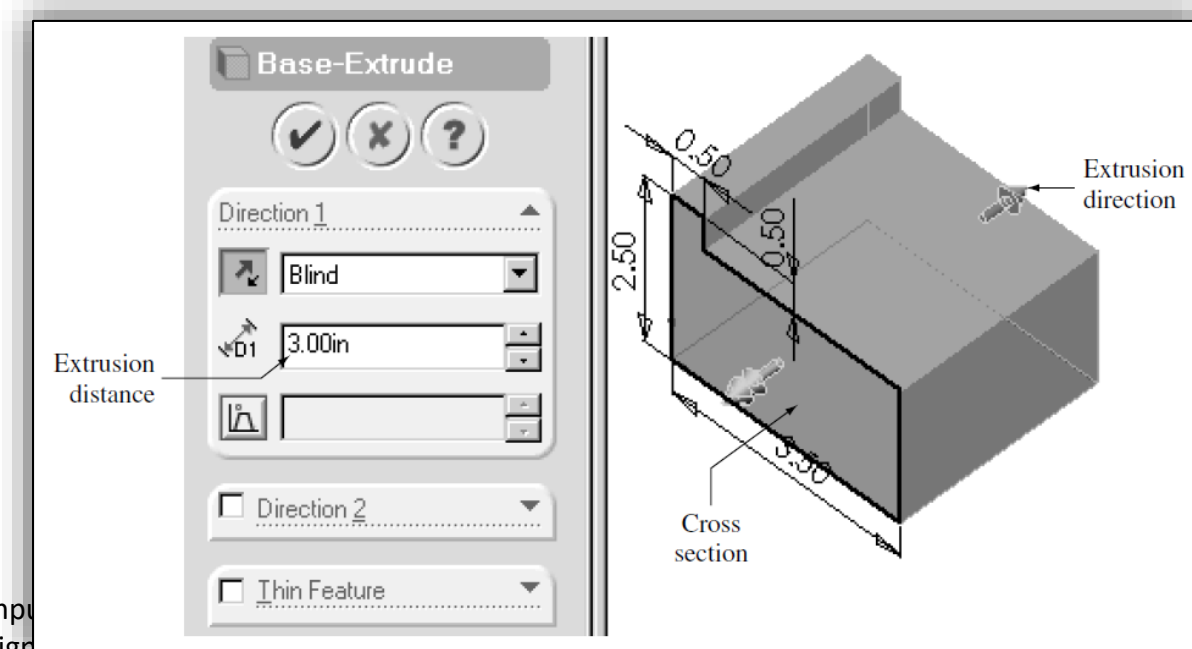 Base-Extrude
?
Direction 1
Blind
D1
3.00in
Extrusion
distance
Direction 2
Thin Feature
0.50
0.50
2.50
3.50
Extrusion
direction
Cross
section